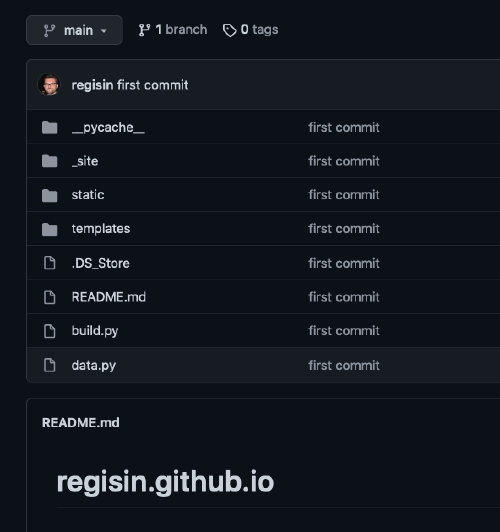 main 1 branch 0 tags
regisin first commit
__pycache__ first commit
_site first commit
static first commit
templates first commit
.DS_Store first commit
README.md first commit
build.py first commit
data.py first commit
README.md
regisin.github.io